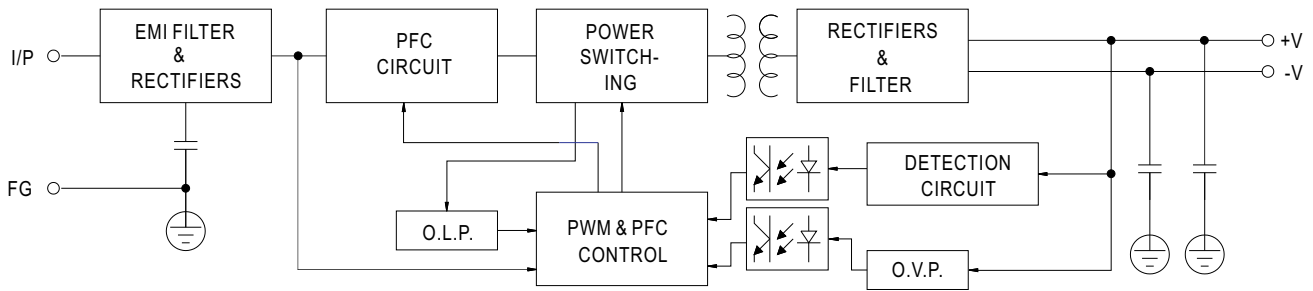 I/P
EMI FILTER
&
RECTIFIERS
PFC
CIRCUIT
POWER
SWITCH-
ING
RECTIFIERS
&
FILTER
+V
-V
FG
O.L.P.
PWM & PFC
CONTROL
DETECTION
CIRCUIT
O.V.P.